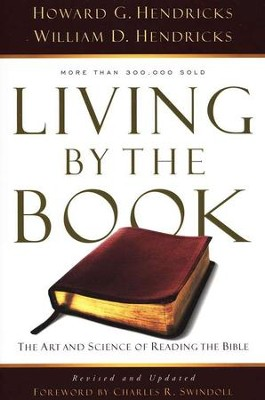 HOWARD G. HENDRICKS
WILLIAM D. HENDRICKS
MORE THAN 300,000 SOLD
LIVING
BY THE
BOOK
THE ART AND SCIENCE OF READING THE BIBLE
Revised and Updated
FOREWORD BY CHARLES R. SWINDOLL